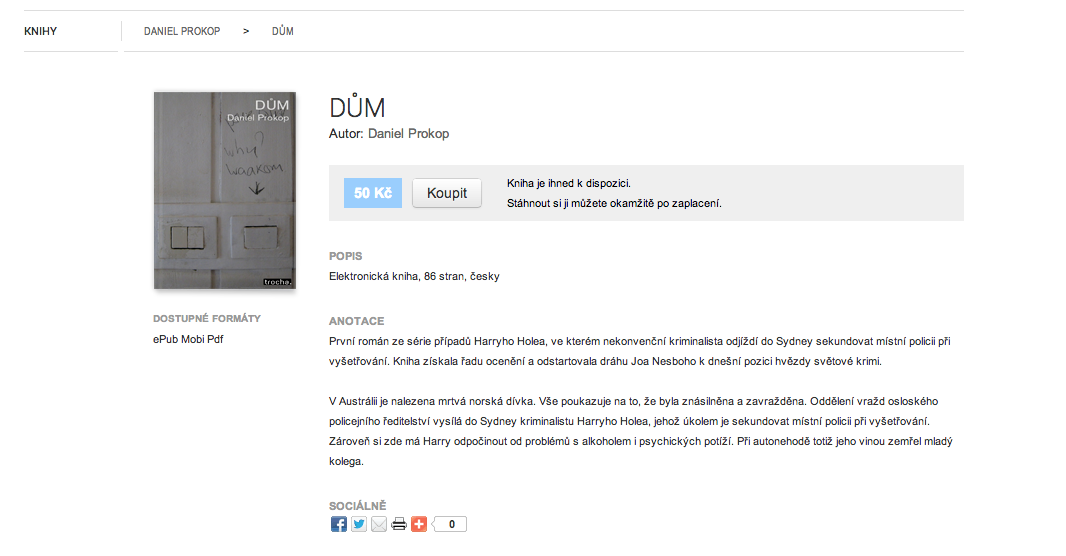 KNIHY
DANIEL PROKOP > DŮM
DŮM
Daniel Prokop
why?
waakom
trocha.
DOSTUPNÉ FORMÁTY
ePub Mobi Pdf
DŮM
Autor: Daniel Prokop
50 Kč Koupit
Kniha je ihned k dispozici.
Stáhnout si ji můžete okamžitě po zaplacení.
POPIS
Elektronická kniha, 86 stran, česky
ANOTACE
První román ze série případů Harryho Holea, ve kterém nekonvenční kriminalista odjíždí do Sydney sekundovat místní policii při
vyšetřování. Kniha získala řadu ocenění a odstartovala dráhu Joa Nesboho k dnešní pozici hvězdy světové krimi.
V Austrálii je nalezena mrtvá norská dívka. Vše poukazuje na to, že byla znásilněna a zavražděna. Oddělení vražd osloského
policejního ředitelství vysílá do Sydney kriminalistu Harryho Holea, jehož úkolem je sekundovat místní policii při vyšetřování.
Zároveň si zde má Harry odpočinout od problémů s alkoholem i psychických potíží. Při autonehodě totiž jeho vinou zemřel mladý
kolega.
SOCIÁLNĚ
0